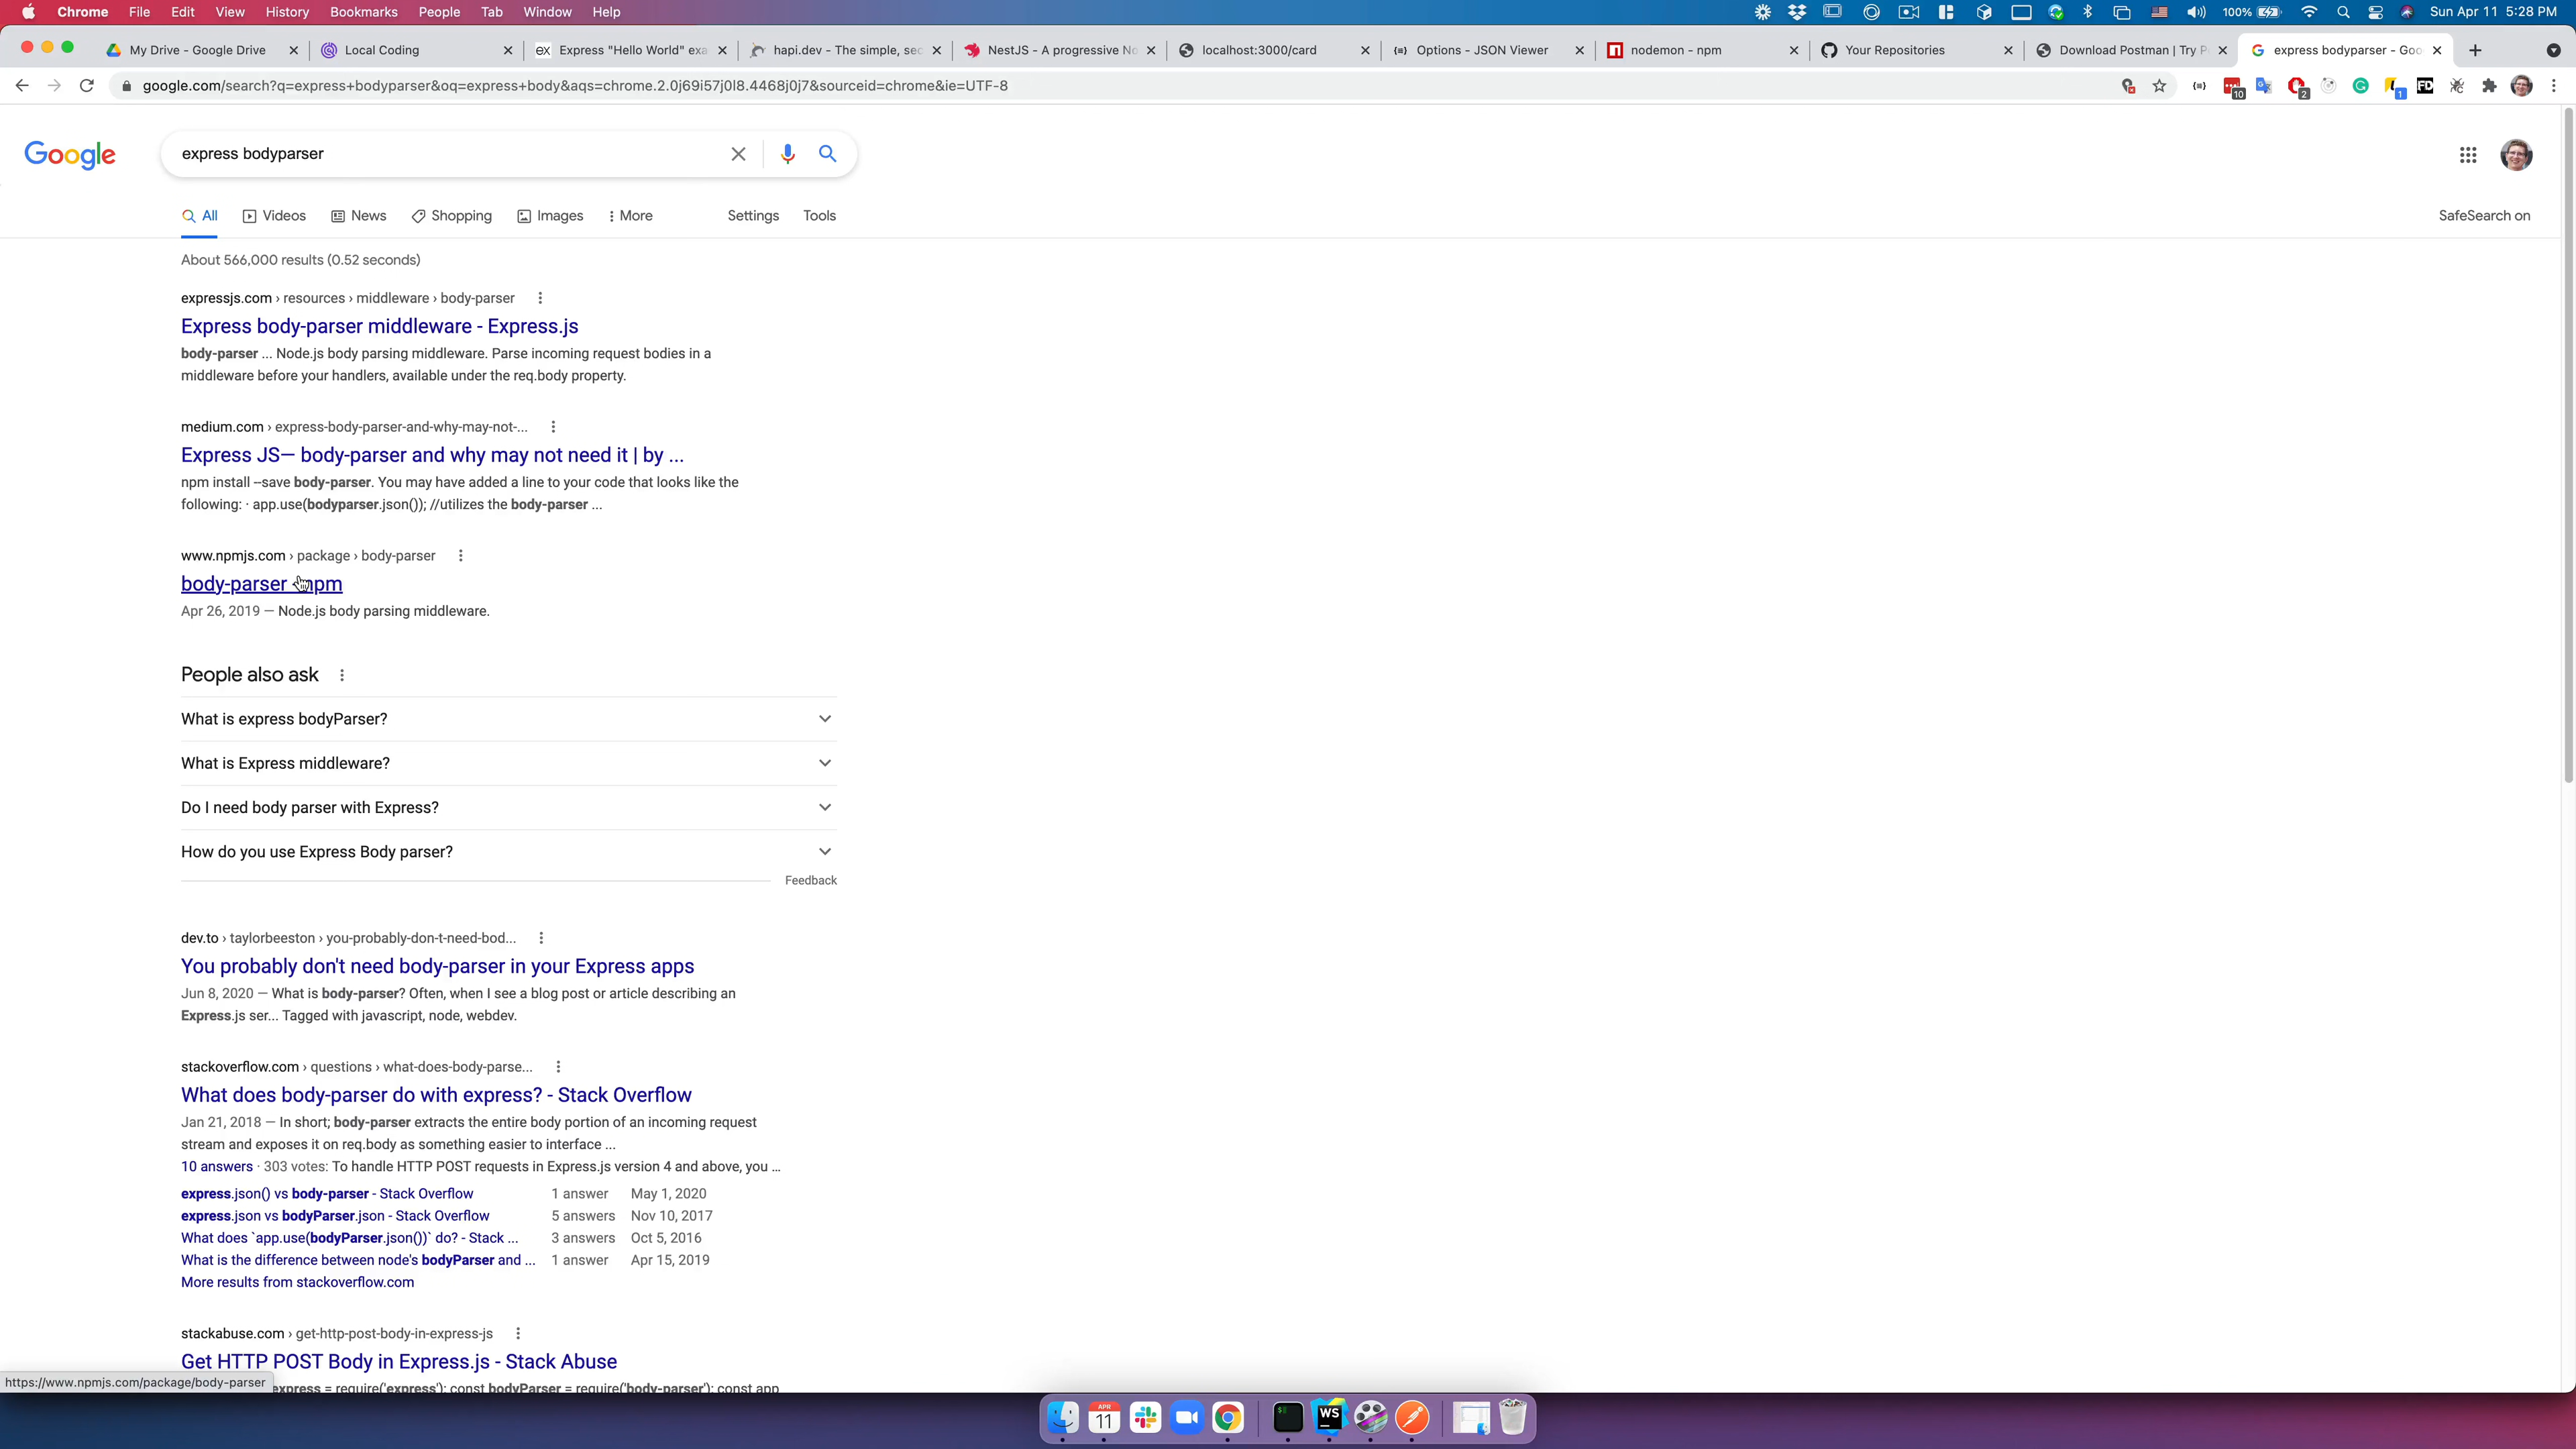 Chrome File Edit View History Bookmarks People Tab Window Help
100% Sun Apr 11 5:28 PM
My Drive - Google Drive
Local Coding
ex Express "Hello World" exa
hapi.dev - The simple, sec
NestJS - A progressive No
localhost:3000/card
Options - JSON Viewer
nodemon - npm
Your Repositories
Download Postman | Try P
express bodyparser - Goo
google.com/search?q=express+bodyparser&oq=express+body&aqs=chrome.2.0j69i57j0l8.4468j0j7&sourceid=chrome&ie=UTF-8
10
2
1
FD
Google
express bodyparser
All Videos News Shopping Images More Settings Tools
SafeSearch on
About 566,000 results (0.52 seconds)
expressjs.com › resources › middleware › body-parser
Express body-parser middleware - Express.js
body-parser ... Node.js body parsing middleware. Parse incoming request bodies in a
middleware before your handlers, available under the req.body property.
medium.com › express-body-parser-and-why-may-not-...
Express JS— body-parser and why may not need it | by ...
npm install --save body-parser. You may have added a line to your code that looks like the
following: · app.use(bodyparser.json()); //utilizes the body-parser ...
www.npmjs.com › package › body-parser
body-parser npm
Apr 26, 2019 — Node.js body parsing middleware.
People also ask
What is express bodyParser?
What is Express middleware?
Do I need body parser with Express?
How do you use Express Body parser?
Feedback
dev.to › taylorbeeston › you-probably-don-t-need-bod...
You probably don't need body-parser in your Express apps
Jun 8, 2020 — What is body-parser? Often, when I see a blog post or article describing an
Express.js ser... Tagged with javascript, node, webdev.
stackoverflow.com › questions › what-does-body-parse...
What does body-parser do with express? - Stack Overflow
Jan 21, 2018 — In short; body-parser extracts the entire body portion of an incoming request
stream and exposes it on req.body as something easier to interface ...
10 answers · 303 votes: To handle HTTP POST requests in Express.js version 4 and above, you ...
express.json() vs body-parser - Stack Overflow 1 answer May 1, 2020
express.json vs bodyParser.json - Stack Overflow 5 answers Nov 10, 2017
What does `app.use(bodyParser.json())` do? - Stack ... 3 answers Oct 5, 2016
What is the difference between node's bodyParser and ... 1 answer Apr 15, 2019
More results from stackoverflow.com
stackabuse.com › get-http-post-body-in-express-js
Get HTTP POST Body in Express.js - Stack Abuse
express = require('express'); const bodyParser = require('body-parser'); const app
https://www.npmjs.com/package/body-parser
APR
11
WS